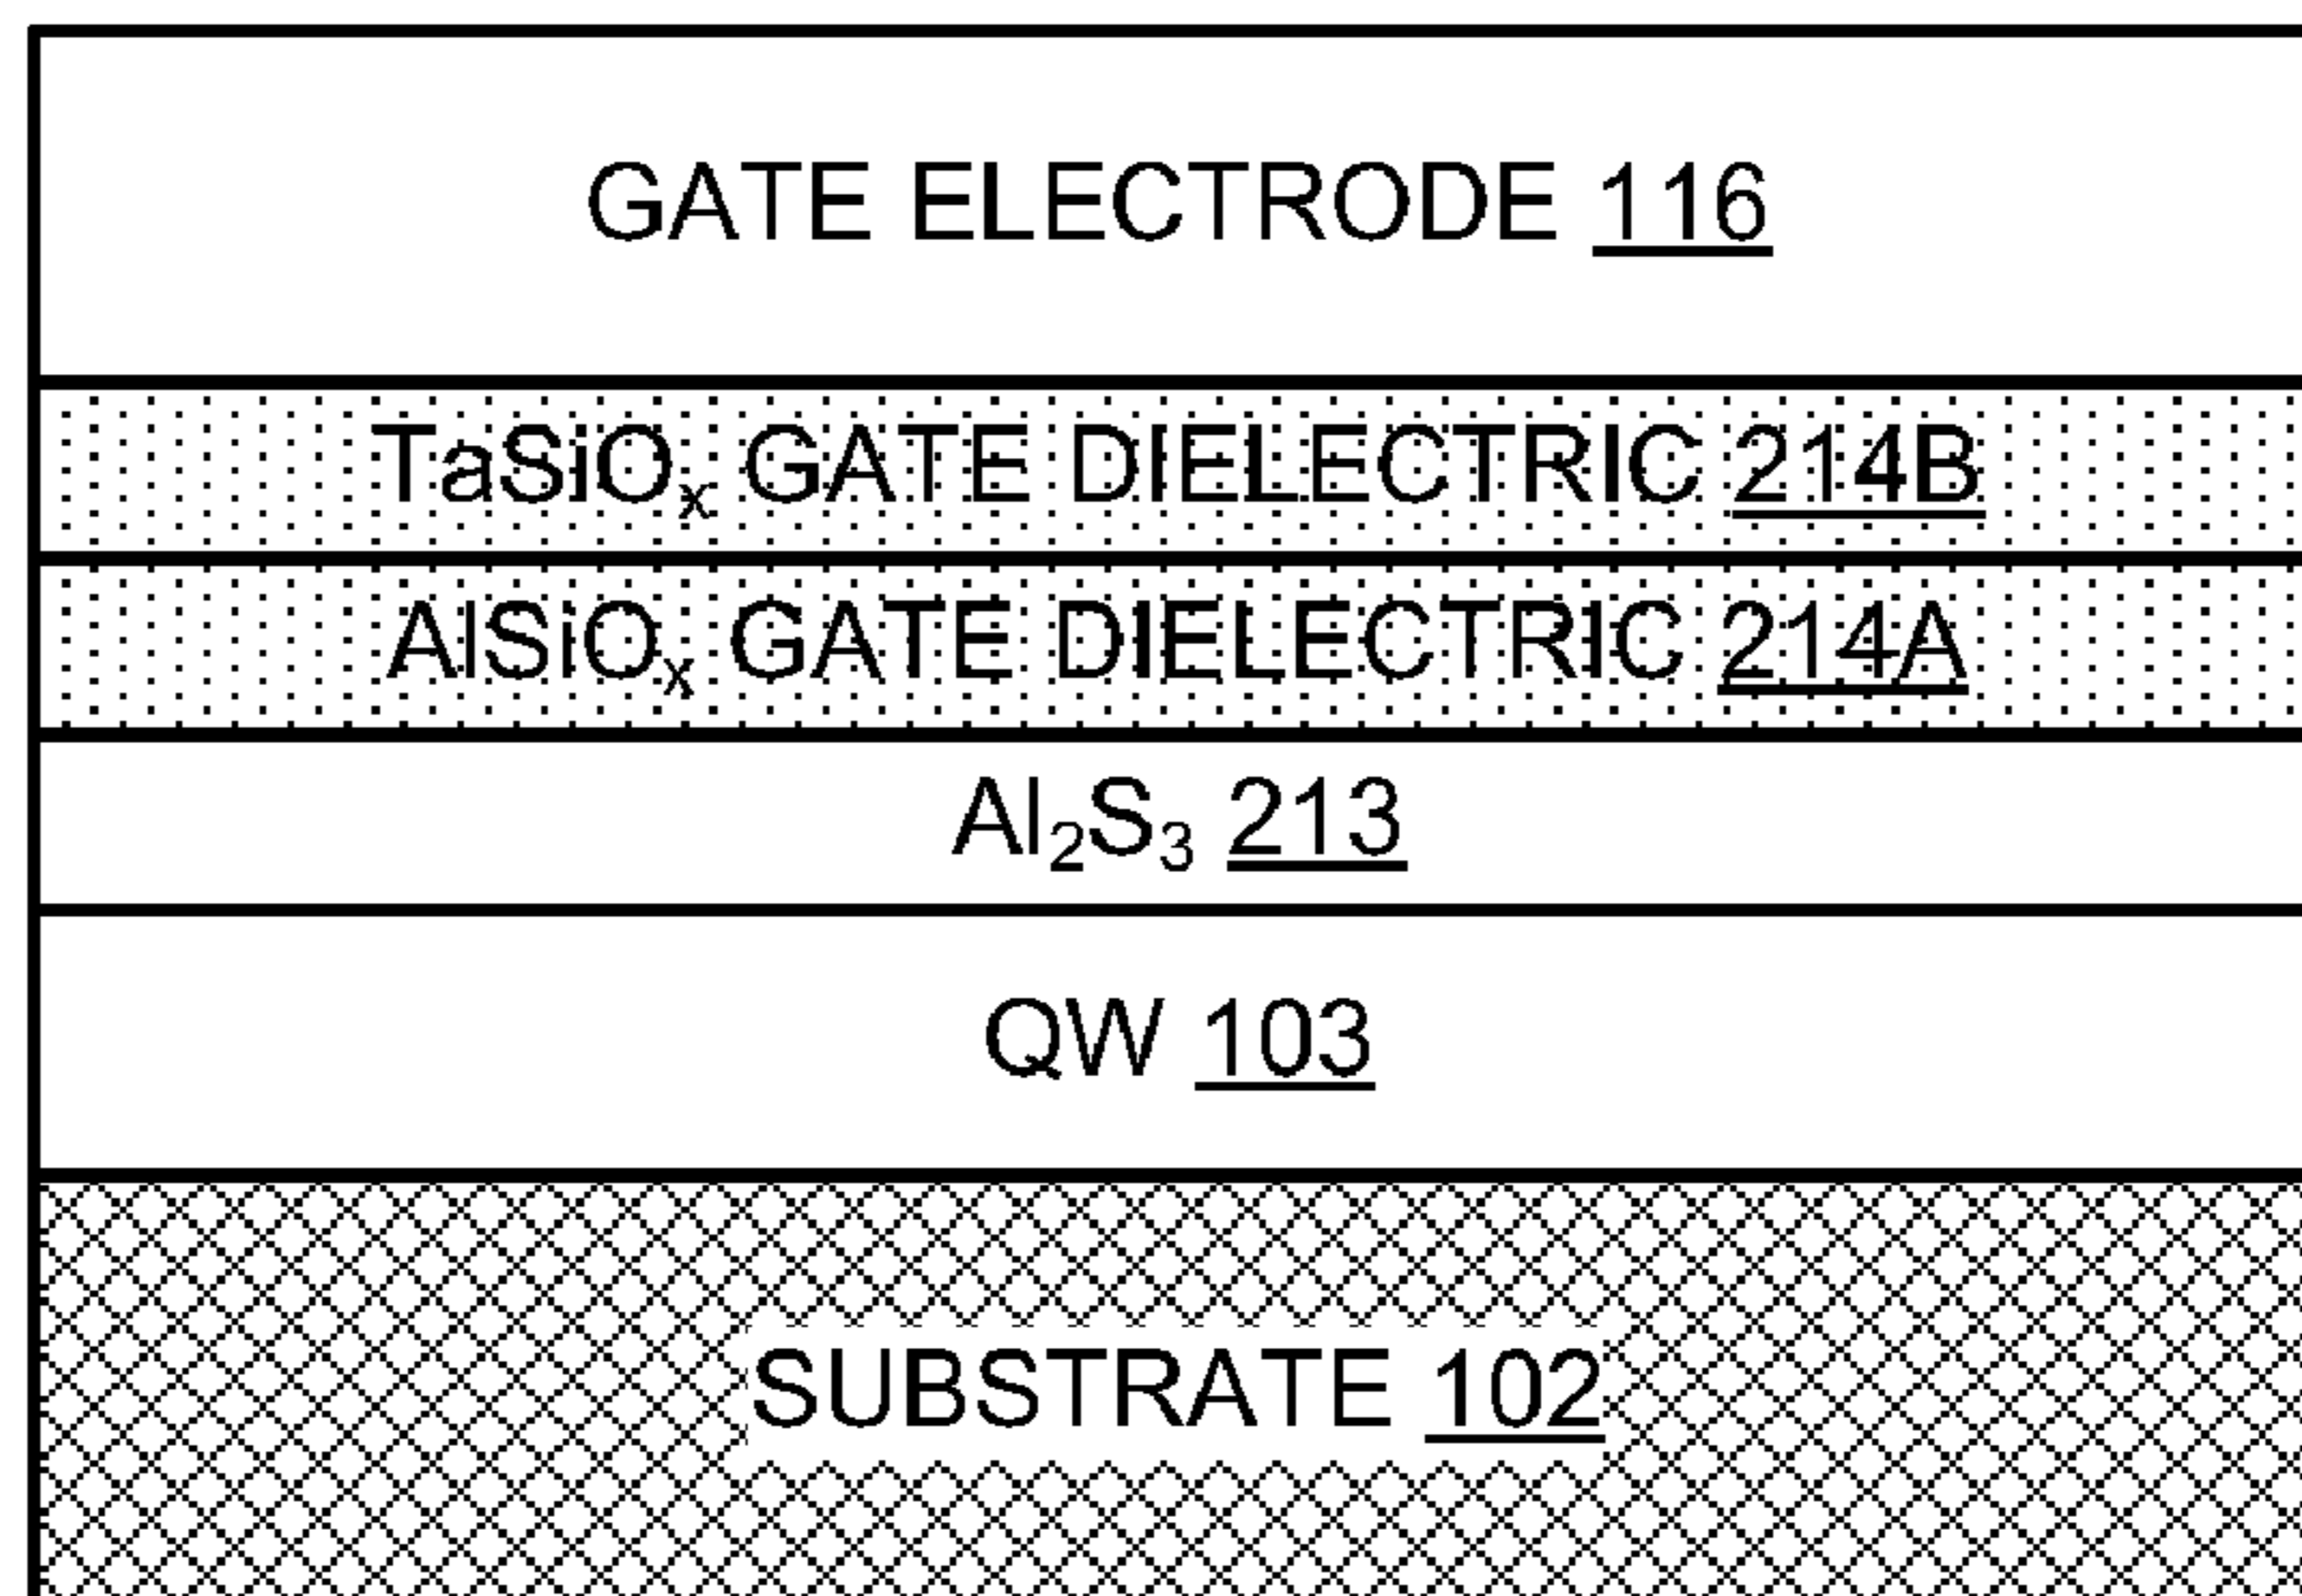 GATE ELECTRODE 116
TaSiOₓ GATE DIELECTRIC 214B
AlSiOₓ GATE DIELECTRIC 214A
Al₂S₃ 213
QW 103
SUBSTRATE 102